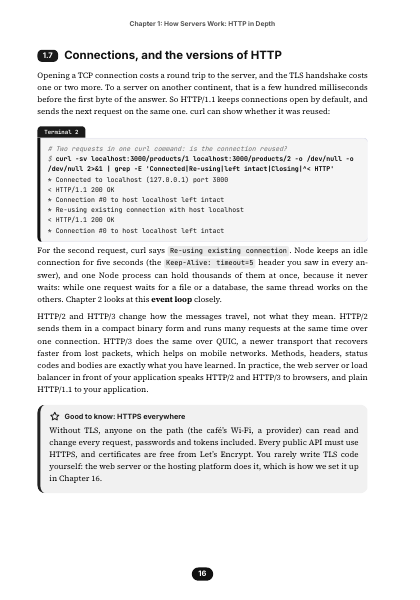 Chapter 1: How Servers Work: HTTP in Depth
1.7 Connections, and the versions of HTTP
Opening a TCP connection costs a round trip to the server, and the TLS handshake costs
one or more. To a server on another continent, that is a few hundred milliseconds
before the first byte of the answer. So HTTP/1.1 keeps connections open by default, and
sends the next request on the same one. curl can show whether it was reused:
Terminal 2
# Two requests in one curl command: is the connection reused?
$ curl -sv localhost:3000/products/1 localhost:3000/products/2 -o /dev/null -o
/dev/null 2>&1 | grep -E 'Connected|Re-using|left intact|Closing|^< HTTP'
* Connected to localhost (127.0.0.1) port 3000
< HTTP/1.1 200 OK
* Connection #0 to host localhost left intact
* Re-using existing connection with host localhost
< HTTP/1.1 200 OK
* Connection #0 to host localhost left intact
For the second request, curl says Re-using existing connection. Node keeps an idle
connection for five seconds (the Keep-Alive: timeout=5 header you saw in every an-
swer), and one Node process can hold thousands of them at once, because it never
waits: while one request waits for a file or a database, the same thread works on the
others. Chapter 2 looks at this event loop closely.
HTTP/2 and HTTP/3 change how the messages travel, not what they mean. HTTP/2
sends them in a compact binary form and runs many requests at the same time over
one connection. HTTP/3 does the same over QUIC, a newer transport that recovers
faster from lost packets, which helps on mobile networks. Methods, headers, status
codes and bodies are exactly what you have learned. In practice, the web server or load
balancer in front of your application speaks HTTP/2 and HTTP/3 to browsers, and plain
HTTP/1.1 to your application.
Good to know: HTTPS everywhere
Without TLS, anyone on the path (the café's Wi-Fi, a provider) can read and
change every request, passwords and tokens included. Every public API must use
HTTPS, and certificates are free from Let's Encrypt. You rarely write TLS code
yourself: the web server or the hosting platform does it, which is how we set it up
in Chapter 16.
16